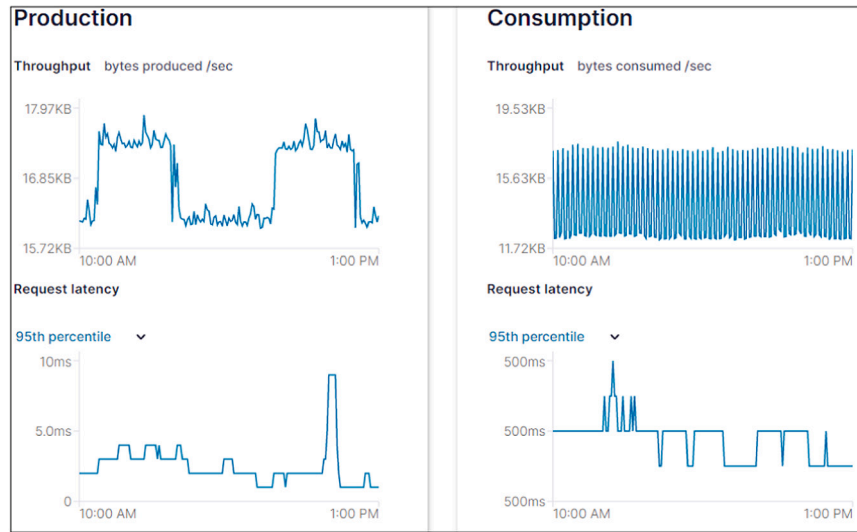 Production
Throughput bytes produced /sec
17.97KB
16.85KB
15.72KB
10:00 AM 1:00 PM
Request latency
95th percentile
10ms
5.0ms
0
10:00 AM 1:00 PM
Consumption
Throughput bytes consumed /sec
19.53KB
15.63KB
11.72KB
10:00 AM 1:00 PM
Request latency
95th percentile
500ms
500ms
500ms
10:00 AM 1:00 PM